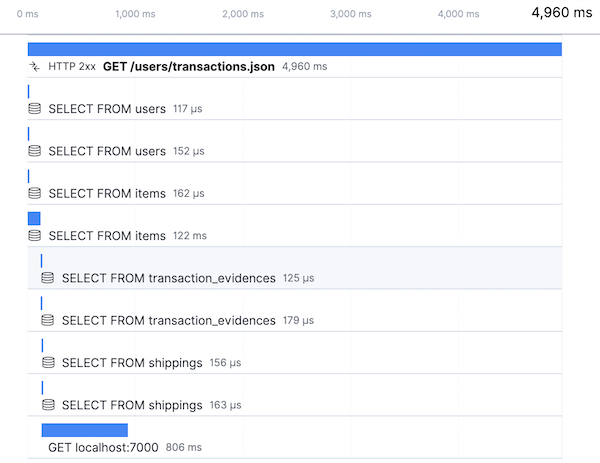 0 ms 1,000 ms 2,000 ms 3,000 ms 4,000 ms 4,960 ms
HTTP 2xx GET /users/transactions.json 4,960 ms
SELECT FROM users 117 μs
SELECT FROM users 152 μs
SELECT FROM items 162 μs
SELECT FROM items 122 ms
SELECT FROM transaction_evidences 125 μs
SELECT FROM transaction_evidences 179 μs
SELECT FROM shippings 156 μs
SELECT FROM shippings 163 μs
GET localhost:7000 806 ms